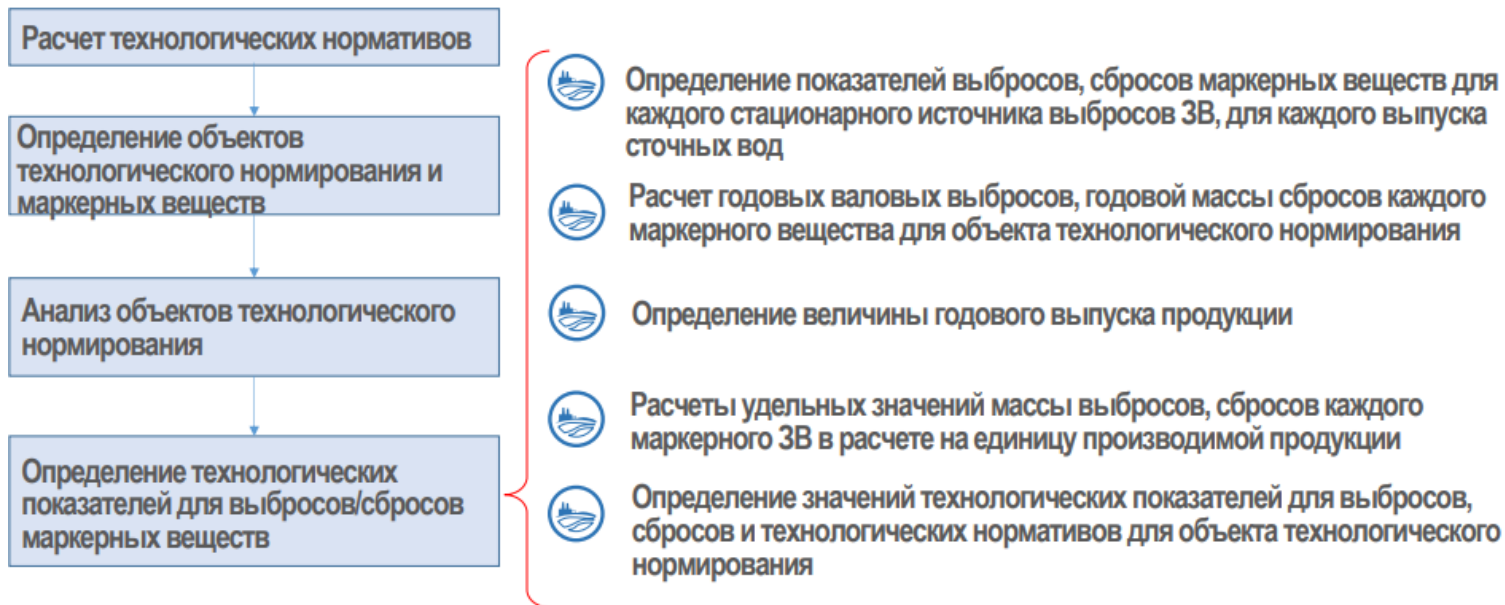 Расчет технологических нормативов
Определение объектов
технологического нормирования и
маркерных веществ
Анализ объектов технологического
нормирования
Определение технологических
показателей для выбросов/сбросов
маркерных веществ
Определение показателей выбросов, сбросов маркерных веществ для
каждого стационарного источника выбросов ЗВ, для каждого выпуска
сточных вод
Расчет годовых валовых выбросов, годовой массы сбросов каждого
маркерного вещества для объекта технологического нормирования
Определение величины годового выпуска продукции
Расчеты удельных значений массы выбросов, сбросов каждого
маркерного ЗВ в расчете на единицу производимой продукции
Определение значений технологических показателей для выбросов,
сбросов и технологических нормативов для объекта технологического
нормирования